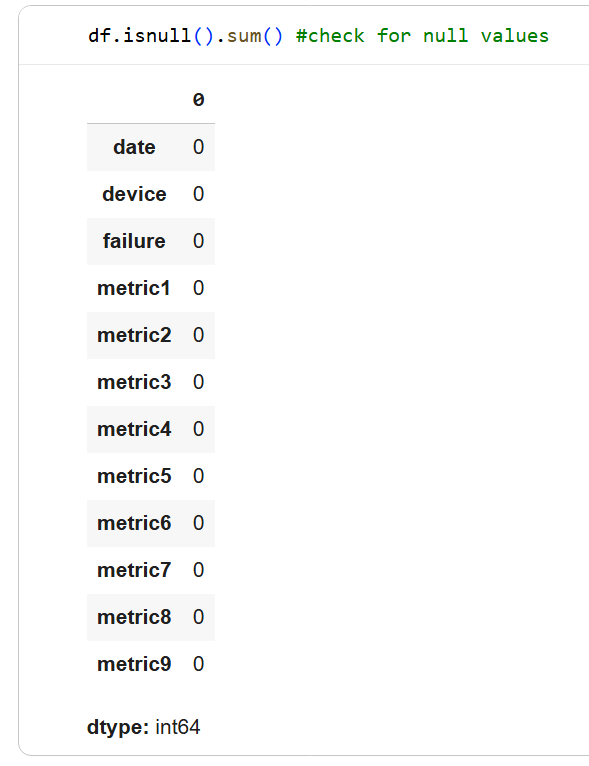 df.isnull().sum() #check for null values
0
date 0
device 0
failure 0
metric1 0
metric2 0
metric3 0
metric4 0
metric5 0
metric6 0
metric7 0
metric8 0
metric9 0
dtype: int64